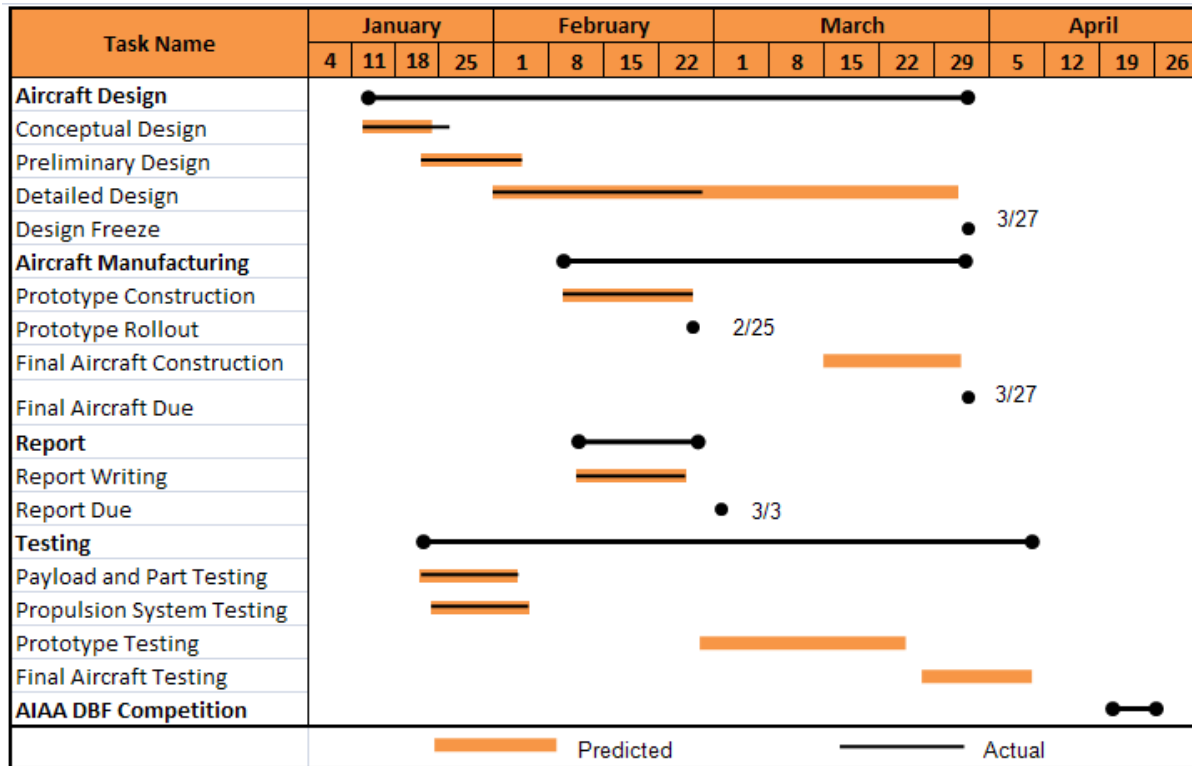 Task Name January February March April
4 11 18 25 1 8 15 22 1 8 15 22 29 5 12 19 26
Aircraft Design
Conceptual Design
Preliminary Design
Detailed Design
Design Freeze 3/27
Aircraft Manufacturing
Prototype Construction
Prototype Rollout 2/25
Final Aircraft Construction
Final Aircraft Due 3/27
Report
Report Writing
Report Due 3/3
Testing
Payload and Part Testing
Propulsion System Testing
Prototype Testing
Final Aircraft Testing
AIAA DBF Competition
Predicted Actual